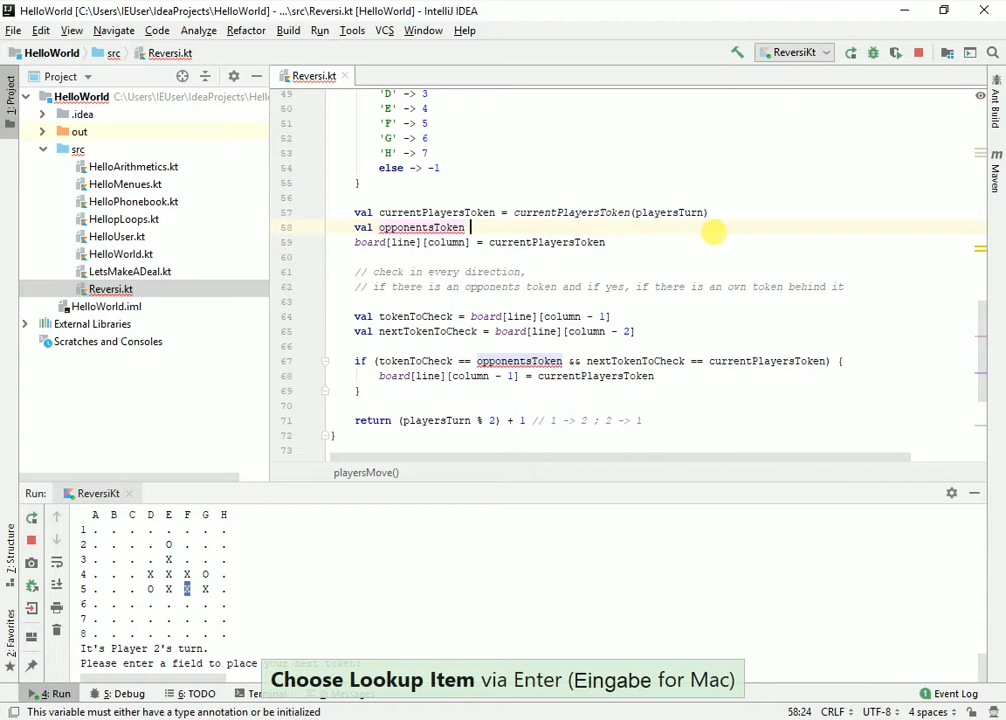 HelloWorld [C:\Users\IEUser\IdeaProjects\HelloWorld] - ...\src\Reversi.kt [HelloWorld] - IntelliJ IDEA
File Edit View Navigate Code Analyze Refactor Build Run Tools VCS Window Help
HelloWorld src Reversi.kt ReversiKt
1: Project
Project
Reversi.kt
HelloWorld C:\Users\IEUser\IdeaProjects\Hello
.idea
out
src
HelloArithmetics.kt
HelloMenues.kt
HelloPhonebook.kt
HellopLoops.kt
HelloUser.kt
HelloWorld.kt
LetsMakeADeal.kt
Reversi.kt
HelloWorld.iml
External Libraries
Scratches and Consoles
49 'D' -> 3
50 'E' -> 4
51 'F' -> 5
52 'G' -> 6
53 'H' -> 7
54 else -> -1
55 }
56
57 val currentPlayersToken = currentPlayersToken(playersTurn)
58 val opponentsToken
59 board[line][column] = currentPlayersToken
60
61 // check in every direction,
62 // if there is an opponents token and if yes, if there is an own token behind it
63
64 val tokenToCheck = board[line][column - 1]
65 val nextTokenToCheck = board[line][column - 2]
66
67 if (tokenToCheck == opponentsToken && nextTokenToCheck == currentPlayersToken) {
68 board[line][column - 1] = currentPlayersToken
69 }
70
71 return (playersTurn % 2) + 1 // 1 -> 2 ; 2 -> 1
72 }
73
playersMove()
Ant Build
Maven
Run: ReversiKt
7: Structure
2: Favorites
A B C D E F G H
1 . . . . . . . .
2 . . . . O . . .
3 . . . . X . . .
4 . . . X X X O .
5 . . . O X X X .
6 . . . . . . . .
7 . . . . . . . .
8 . . . . . . . .
It's Player 2's turn.
Please enter a field to place your next token:
Choose Lookup Item via Enter (Eingabe for Mac)
4: Run 5: Debug 6: TODO Terminal 0: Messages Event Log
This variable must either have a type annotation or be initialized 58:24 CRLF UTF-8 4 spaces